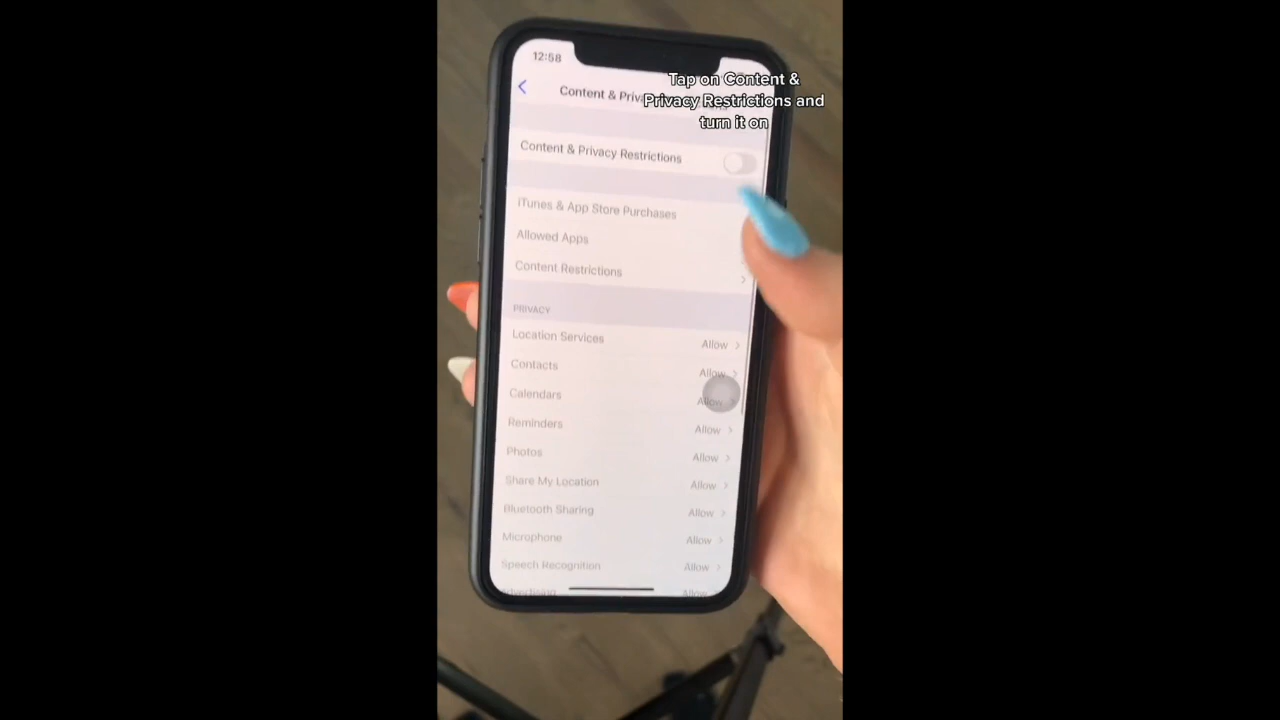 12:58
Tap on Content &
Privacy Restrictions and
turn it on
Content & Priva
Content & Privacy Restrictions
iTunes & App Store Purchases
Allowed Apps
Content Restrictions
PRIVACY
Location Services Allow
Contacts Allow
Calendars Allow
Reminders Allow
Photos Allow
Share My Location Allow
Bluetooth Sharing Allow
Microphone Allow
Speech Recognition Allow
Allow